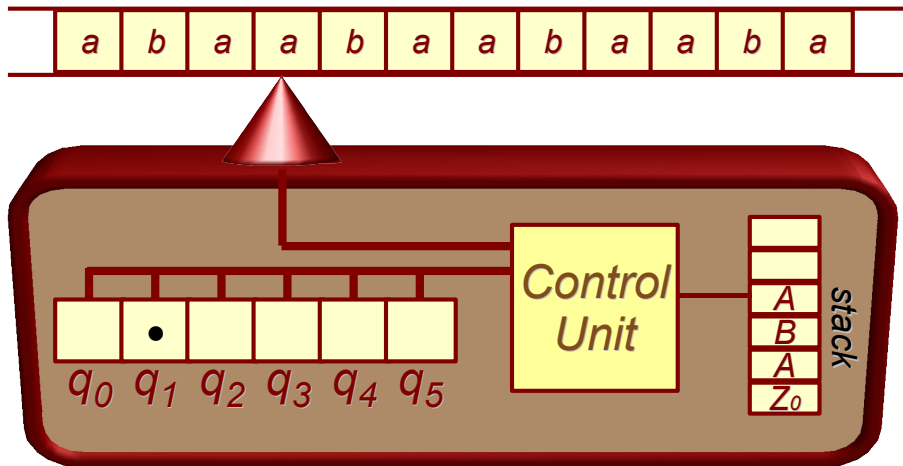 a b a a b a a b a a b a
Control
Unit
A
B
A
Z₀
stack
q₀ q₁ q₂ q₃ q₄ q₅